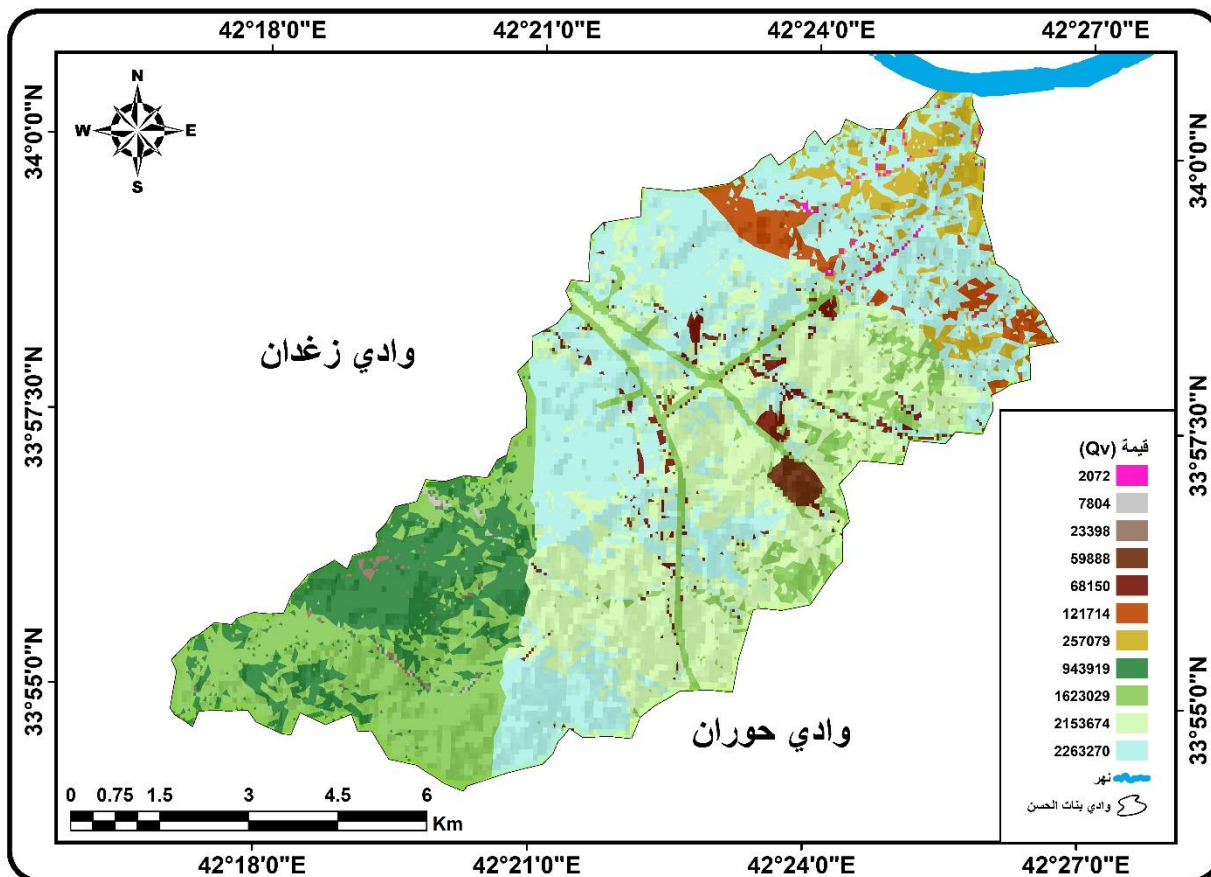 42°18'0"E 42°21'0"E 42°24'0"E 42°27'0"E
34°0'0"N
33°57'30"N
33°55'0"N
N
W E
S
34°0'0"N
33°57'30"N
33°55'0"N
وادي زغدان
وادي حوران
قيمة (Qv)
2072
7804
23398
59888
68150
121714
257079
943919
1623029
2153674
2263270
نهر
وادي بنات الحسن
0 0.75 1.5 3 4.5 6
Km
42°18'0"E 42°21'0"E 42°24'0"E 42°27'0"E